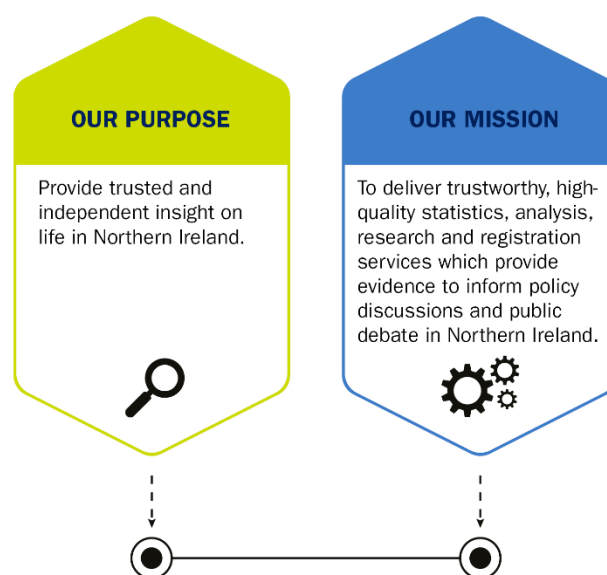 OUR PURPOSE
Provide trusted and
independent insight on
life in Northern Ireland.
OUR MISSION
To deliver trustworthy, high-
quality statistics, analysis,
research and registration
services which provide
evidence to inform policy
discussions and public
debate in Northern Ireland.